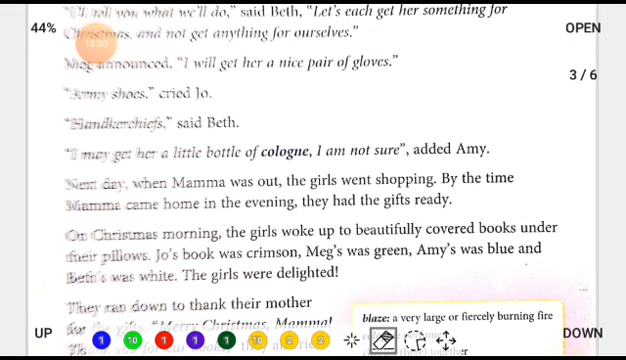 "I'll tell you what we'll do," said Beth, "Let's each get her something for
44%
Christmas, and not get anything for ourselves."
OPEN
16:20
Meg announced, "I will get her a nice pair of gloves."
3 / 6
"Army shoes," cried Jo.
"Handkerchiefs," said Beth.
"I may get her a little bottle of cologne, I am not sure", added Amy.
Next day, when Mamma was out, the girls went shopping. By the time
Mamma came home in the evening, they had the gifts ready.
On Christmas morning, the girls woke up to beautifully covered books under
their pillows. Jo's book was crimson, Meg's was green, Amy's was blue and
Beth's was white. The girls were delighted!
They ran down to thank their mother
for "Merry Christmas, Mamma!
blaze: a very large or fiercely burning fire
UP
1 10 1 1 1 10 2 2
DOWN